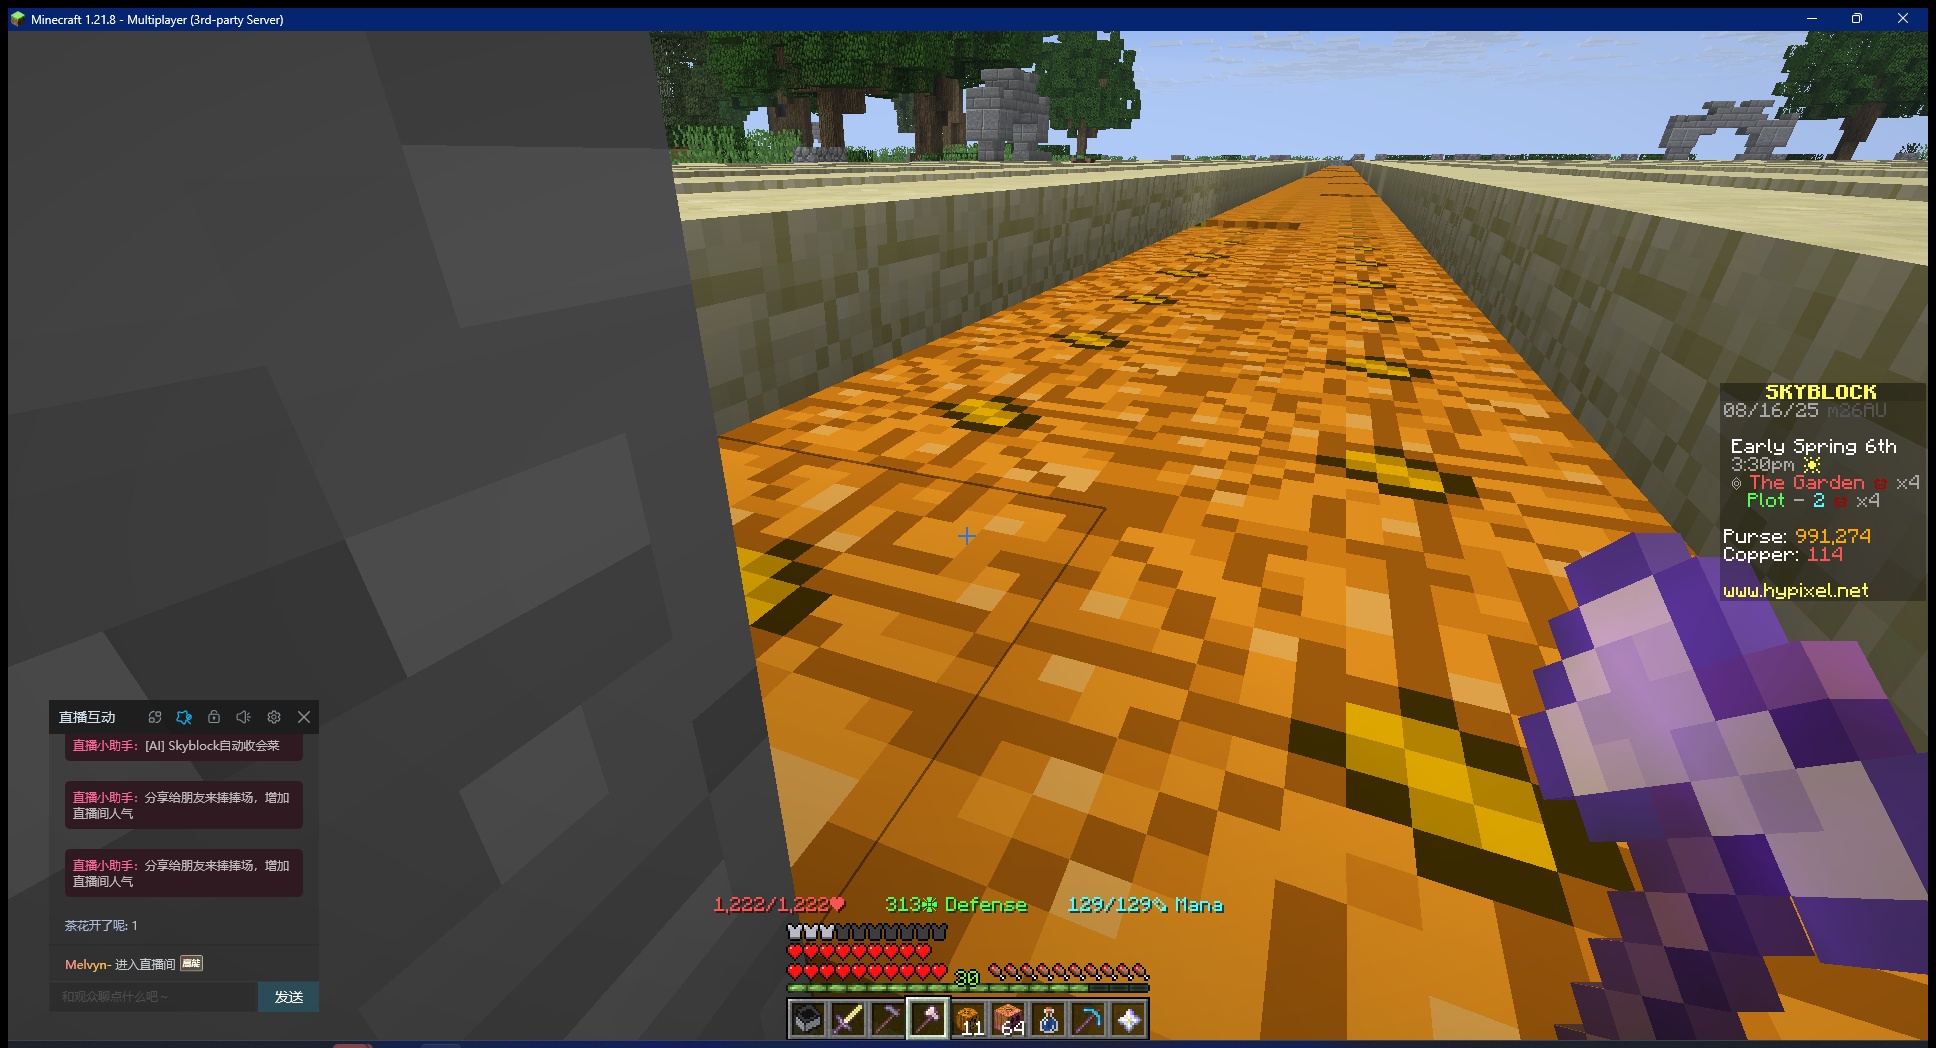 Minecraft 1.21.8 - Multiplayer (3rd-party Server)
SKYBLOCK
08/16/25 m26AU
Early Spring 6th
3:30pm
The Garden x4
Plot - 2 x4
Purse: 991,274
Copper: 114
www.hypixel.net
直播互动
直播小助手: [AI] Skyblock自动收会菜
直播小助手: 分享给朋友来捧捧场，增加
直播间人气
直播小助手: 分享给朋友来捧捧场，增加
直播间人气
茶花开了呢: 1
Melvyn- 进入直播间
和观众聊点什么吧~
发送
1,222/1,222 313 Defense 129/129 Mana
30
11 64